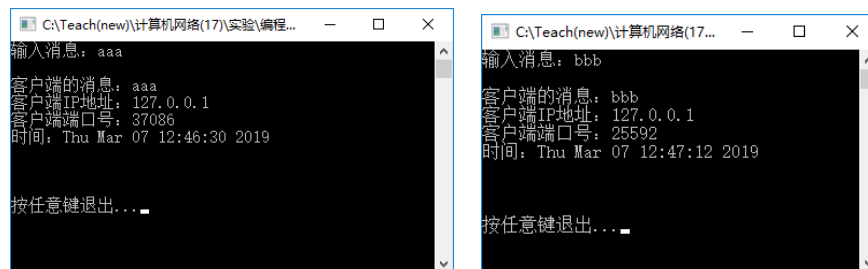 C:\Teach(new)\计算机网络(17)\实验\编程...
输入消息：aaa
客户端的消息：aaa
客户端IP地址：127.0.0.1
客户端端口号：37086
时间：Thu Mar 07 12:46:30 2019
按任意键退出...
C:\Teach(new)\计算机网络(17...
输入消息：bbb
客户端的消息：bbb
客户端IP地址：127.0.0.1
客户端端口号：25592
时间：Thu Mar 07 12:47:12 2019
按任意键退出...